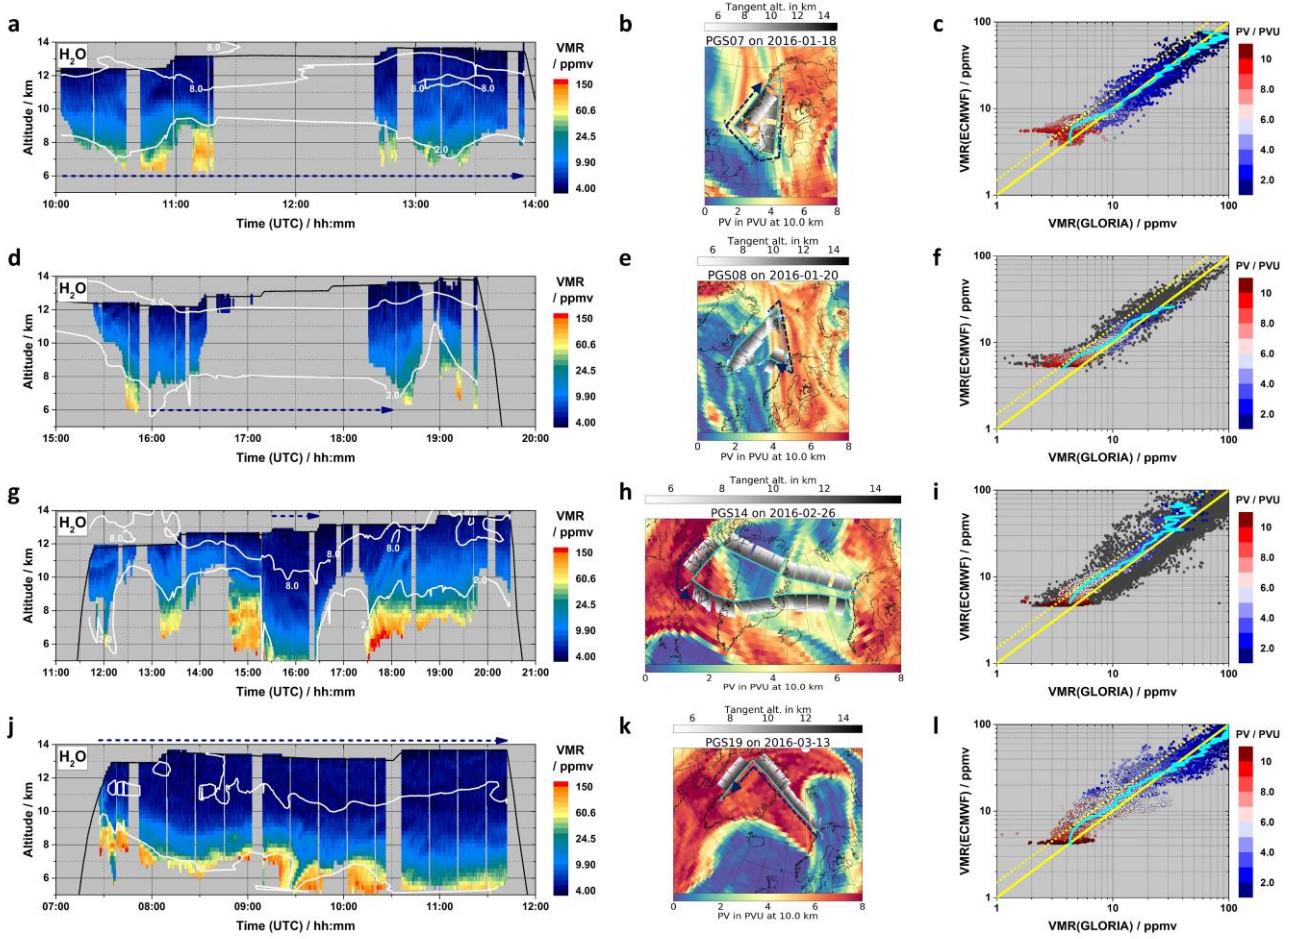 a
H2O
8.0
8.0
8.0
8.0
2.0
14
12
10
8
6
Altitude / km
10:00 11:00 12:00 13:00 14:00
Time (UTC) / hh:mm
VMR
/ ppmv
150
60.6
24.5
9.90
4.00
b
Tangent alt. in km
6 8 10 12 14
PGS07 on 2016-01-18
0 2 4 6 8
PV in PVU at 10.0 km
c
VMR(ECMWF) / ppmv
100
10
1
1 10 100
VMR(GLORIA) / ppmv
PV / PVU
10
8.0
6.0
4.0
2.0
d
H2O
2.0
14
12
10
8
6
Altitude / km
15:00 16:00 17:00 18:00 19:00 20:00
Time (UTC) / hh:mm
VMR
/ ppmv
150
60.6
24.5
9.90
4.00
e
Tangent alt. in km
6 8 10 12 14
PGS08 on 2016-01-20
0 2 4 6 8
PV in PVU at 10.0 km
f
VMR(ECMWF) / ppmv
100
10
1
1 10 100
VMR(GLORIA) / ppmv
PV / PVU
10
8.0
6.0
4.0
2.0
g
H2O
8.0
8.0
8.0
2.0
2.0
14
12
10
8
6
Altitude / km
11:00 12:00 13:00 14:00 15:00 16:00 17:00 18:00 19:00 20:00 21:00
Time (UTC) / hh:mm
VMR
/ ppmv
150
60.6
24.5
9.90
4.00
h
Tangent alt. in km
6 8 10 12 14
PGS14 on 2016-02-26
0 2 4 6 8
PV in PVU at 10.0 km
i
VMR(ECMWF) / ppmv
100
10
1
1 10 100
VMR(GLORIA) / ppmv
PV / PVU
10
8.0
6.0
4.0
2.0
j
H2O
14
12
10
8
6
Altitude / km
07:00 08:00 09:00 10:00 11:00 12:00
Time (UTC) / hh:mm
VMR
/ ppmv
150
60.6
24.5
9.90
4.00
k
Tangent alt. in km
6 8 10 12 14
PGS19 on 2016-03-13
0 2 4 6 8
PV in PVU at 10.0 km
l
VMR(ECMWF) / ppmv
100
10
1
1 10 100
VMR(GLORIA) / ppmv
PV / PVU
10
8.0
6.0
4.0
2.0